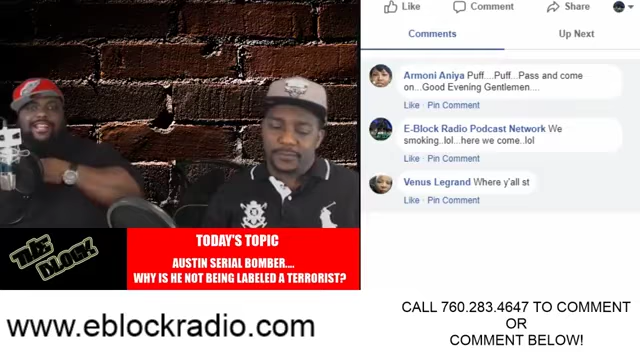 Like Comment Share
Comments Up Next
Armoni Aniya Puff....Puff...Pass and come
on...Good Evening Gentlemen....
Like · Pin Comment
E-Block Radio Podcast Network We
smoking..lol...here we come..lol
Like · Pin Comment
Venus Legrand Where y'all st
Like · Pin Comment
THE BLOCK
TODAY'S TOPIC
AUSTIN SERIAL BOMBER....
WHY IS HE NOT BEING LABELED A TERRORIST?
www.eblockradio.com
CALL 760.283.4647 TO COMMENT
OR
COMMENT BELOW!